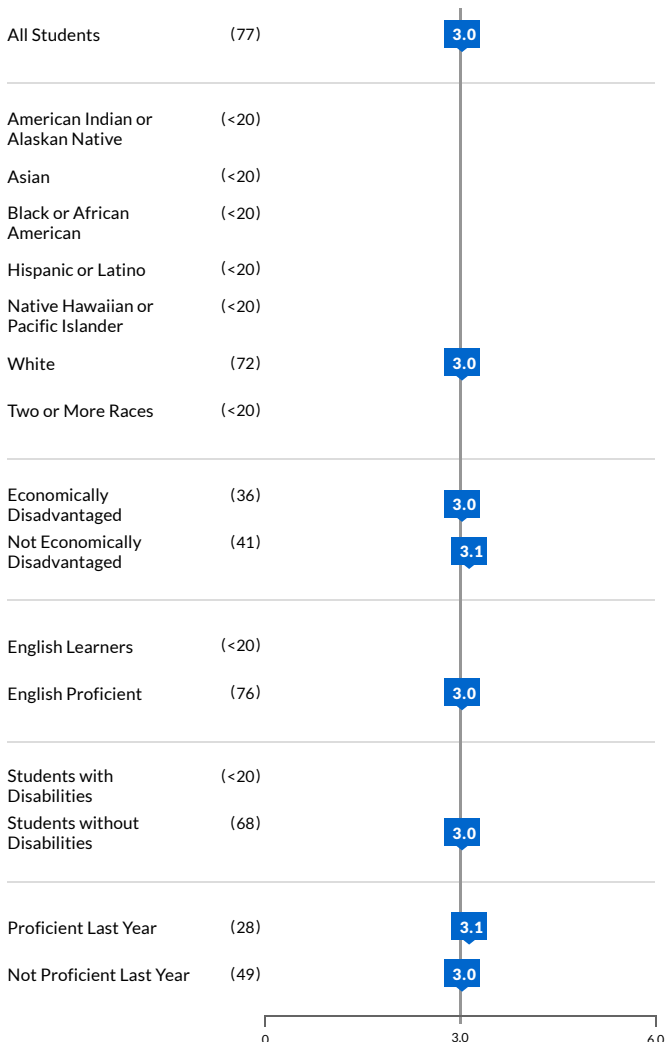 All Students (77) 3.0
American Indian or (<20)
Alaskan Native
Asian (<20)
Black or African (<20)
American
Hispanic or Latino (<20)
Native Hawaiian or (<20)
Pacific Islander
White (72) 3.0
Two or More Races (<20)
Economically (36) 3.0
Disadvantaged
Not Economically (41) 3.1
Disadvantaged
English Learners (<20)
English Proficient (76) 3.0
Students with (<20)
Disabilities
Students without (68) 3.0
Disabilities
Proficient Last Year (28) 3.1
Not Proficient Last Year (49) 3.0
0 3.0 6.0